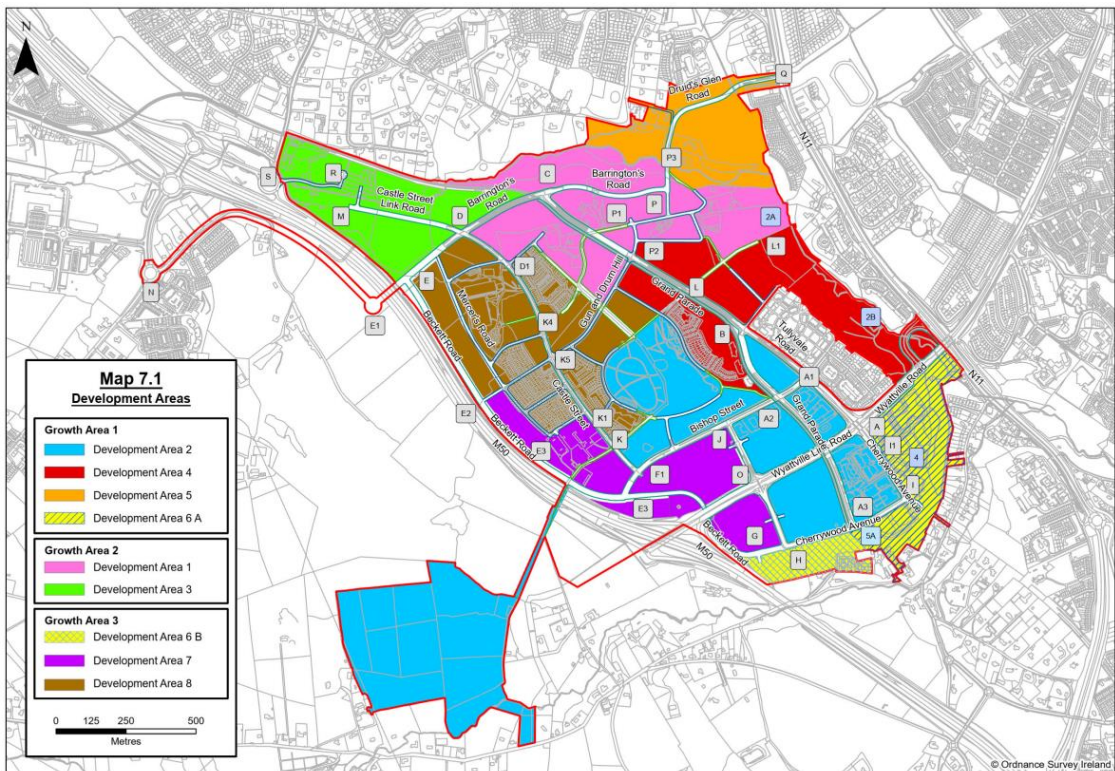 N
Q
Druid's Glen
Road
N11
P3
R
S
C
Barrington's
Road
Castle Street
Link Road
Barrington's
Road
M
D
P1
P
2A
L1
P2
D1
E
Gun and Drum Hill
Grand Parade
L
N
E1
Mercer's Road
Beckett Road
K4
B
Tullyvale
Road
2B
N11
K5
A1
Wyattville Road
Castle Street
E2
K1
K
Bishop Street
A2
Grand Parade
A
I1
4
Beckett Road
M50
E3
J
Wyattville Link Road
Cherrywood Avenue
F1
O
I
E3
A3
Beckett Road
G
Cherrywood Avenue
5A
M50
H
Map 7.1
Development Areas
Growth Area 1
Development Area 2
Development Area 4
Development Area 5
Development Area 6 A
Growth Area 2
Development Area 1
Development Area 3
Growth Area 3
Development Area 6 B
Development Area 7
Development Area 8
0 125 250 500
Metres
© Ordnance Survey Ireland